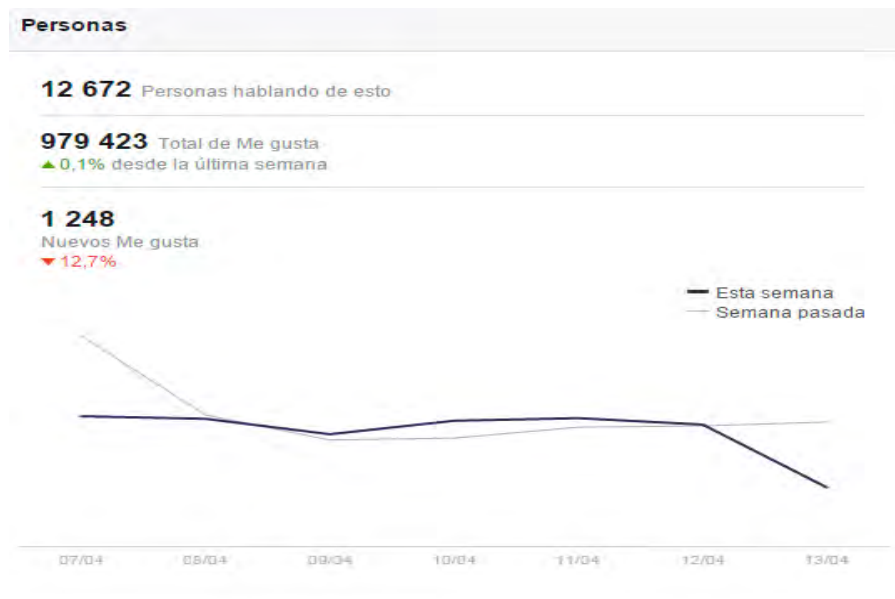 Personas
12 672 Personas hablando de esto
979 423 Total de Me gusta
▲ 0,1% desde la última semana
1 248
Nuevos Me gusta
▼ 12,7%
Esta semana
Semana pasada
07/04 08/04 09/04 10/04 11/04 12/04 13/04